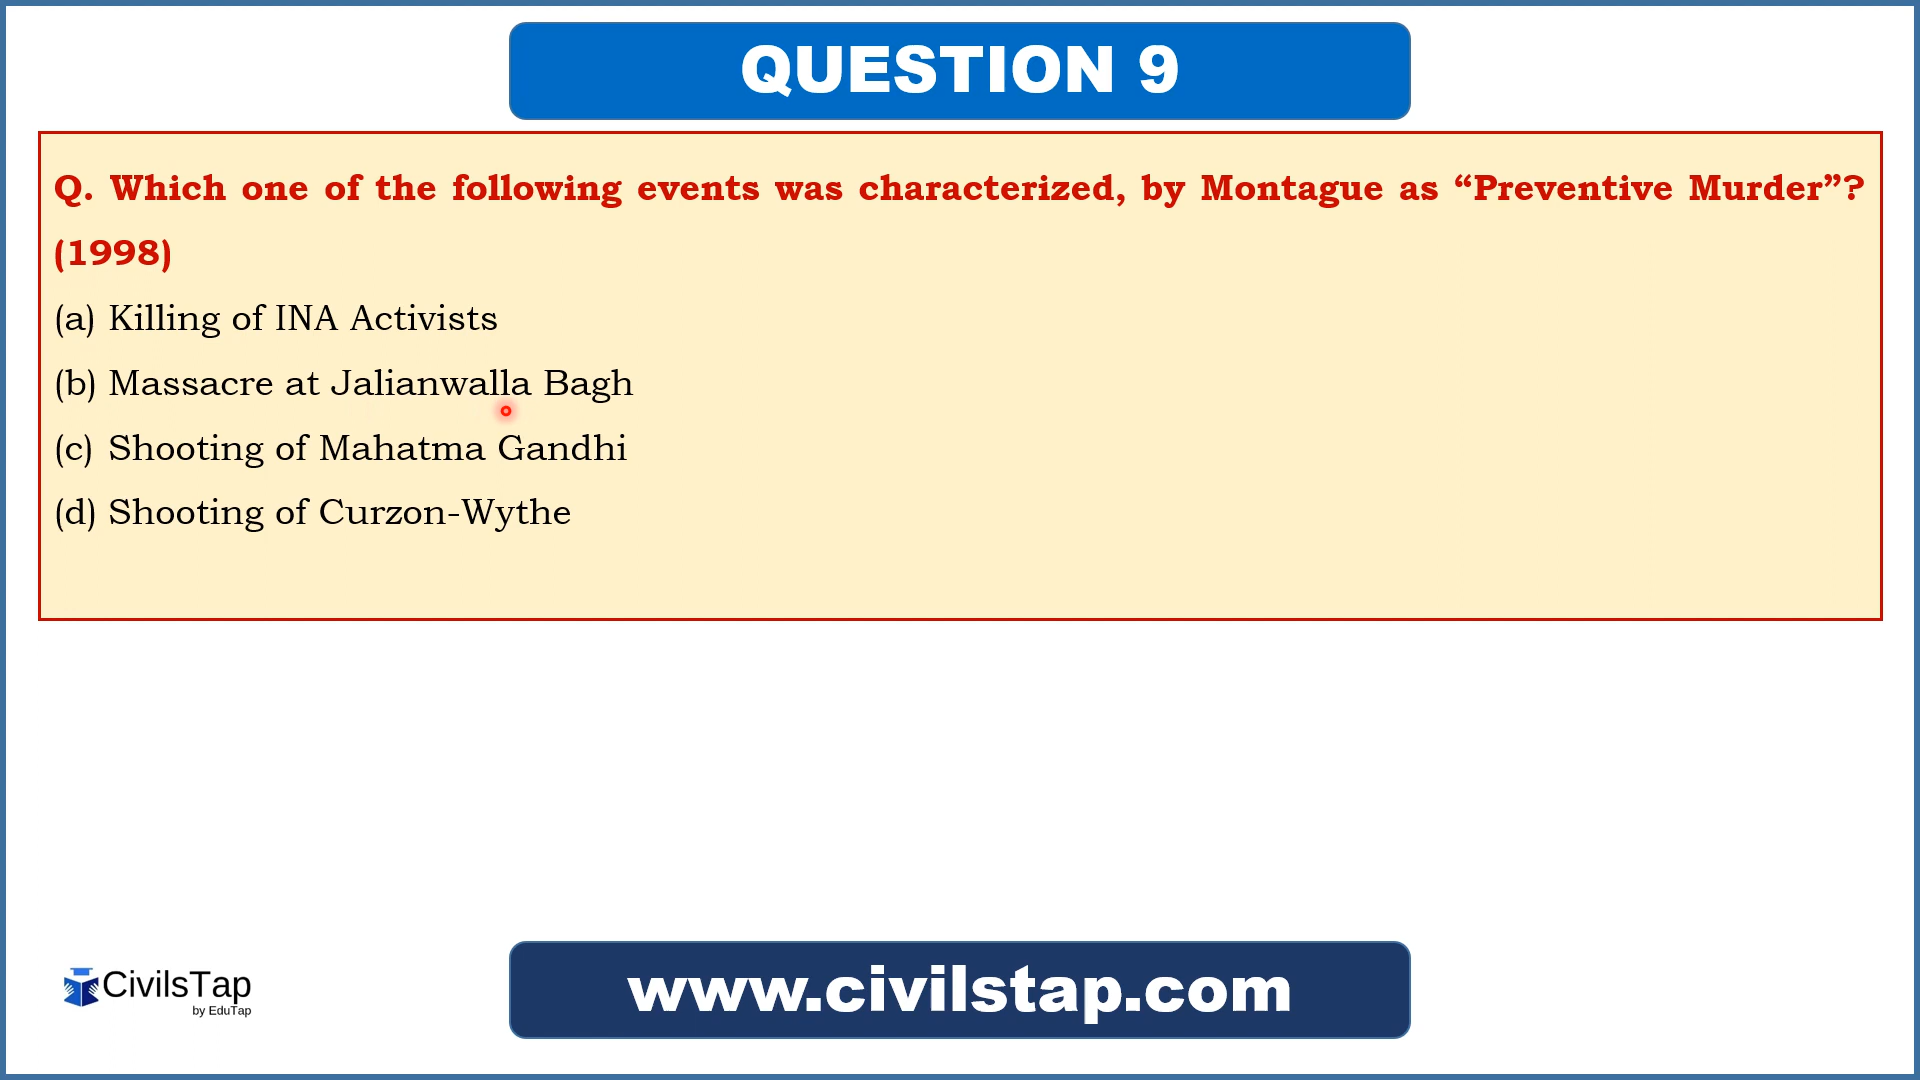 QUESTION 9
Q. Which one of the following events was characterized, by Montague as “Preventive Murder”?
(1998)
(a) Killing of INA Activists
(b) Massacre at Jalianwalla Bagh
(c) Shooting of Mahatma Gandhi
(d) Shooting of Curzon-Wythe
CivilsTap
by EduTap
www.civilstap.com